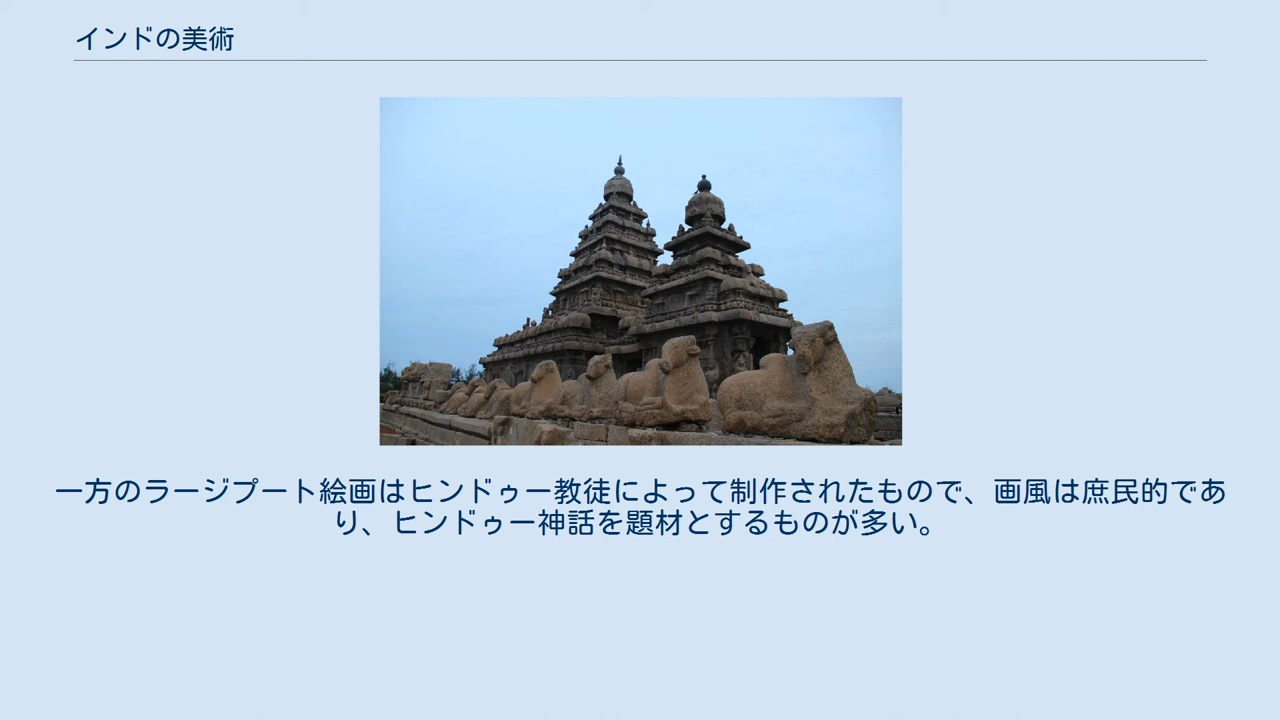 インドの美術
一方のラージプート絵画はヒンドゥー教徒によって制作されたもので、画風は庶民的であ
り、ヒンドゥー神話を題材とするものが多い。